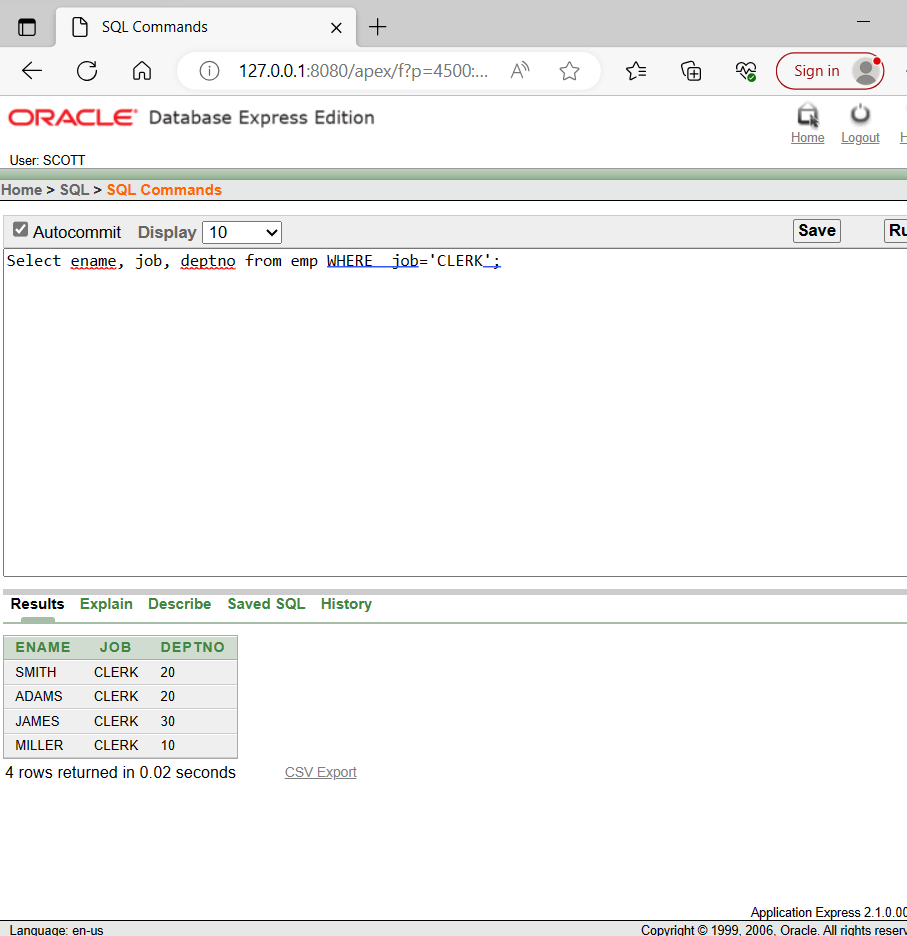 SQL Commands
127.0.0.1:8080/apex/f?p=4500:...
Sign in
ORACLE Database Express Edition
Home Logout
User: SCOTT
Home > SQL > SQL Commands
Autocommit Display 10 Save Ru
Select ename, job, deptno from emp WHERE  job='CLERK';
Results Explain Describe Saved SQL History
ENAME JOB DEPTNO
SMITH CLERK 20
ADAMS CLERK 20
JAMES CLERK 30
MILLER CLERK 10
4 rows returned in 0.02 seconds CSV Export
Application Express 2.1.0.00
Language: en-us Copyright © 1999, 2006, Oracle. All rights reserv